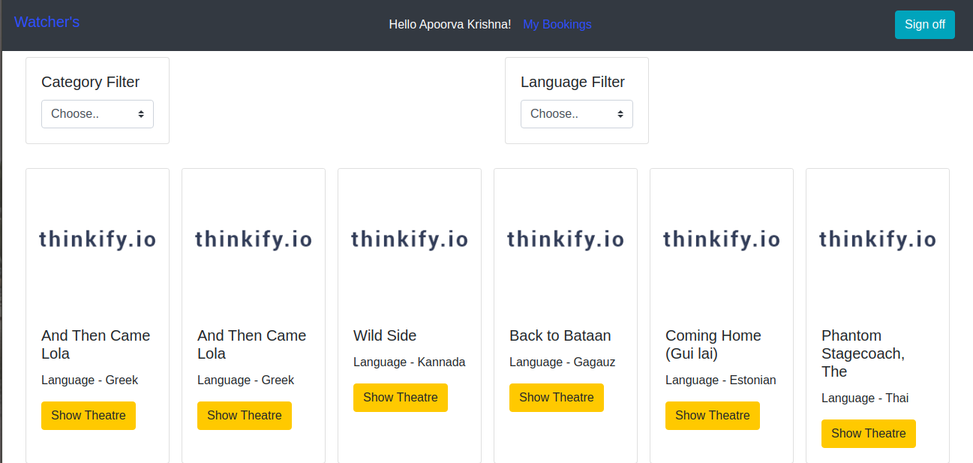 Watcher's
Hello Apoorva Krishna! My Bookings
Sign off
Category Filter
Choose..
Language Filter
Choose..
thinkify.io
And Then Came
Lola
Language - Greek
Show Theatre
thinkify.io
And Then Came
Lola
Language - Greek
Show Theatre
thinkify.io
Wild Side
Language - Kannada
Show Theatre
thinkify.io
Back to Bataan
Language - Gagauz
Show Theatre
thinkify.io
Coming Home
(Gui lai)
Language - Estonian
Show Theatre
thinkify.io
Phantom
Stagecoach,
The
Language - Thai
Show Theatre